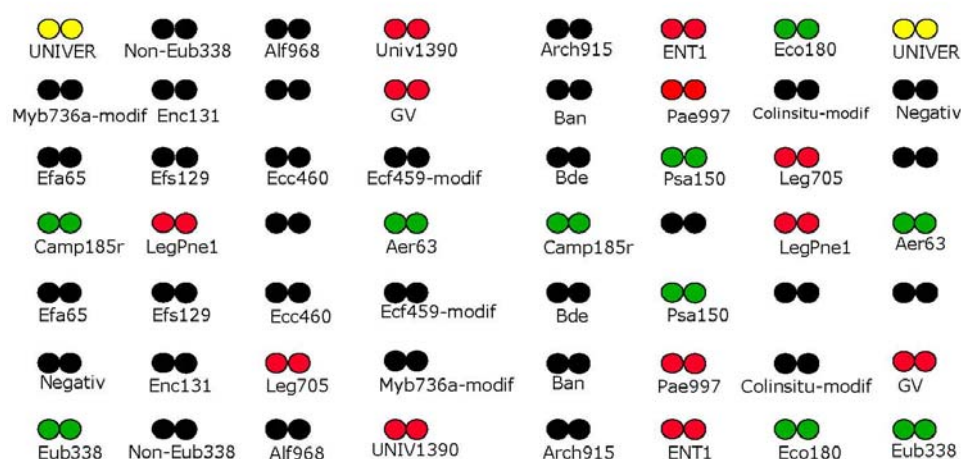 UNIVER Non-Eub338 Alf968 Univ1390 Arch915 ENT1 Eco180 UNIVER
Myb736a-modif Enc131 GV Ban Pae997 Colinsitu-modif Negativ
Efa65 Efs129 Ecc460 Ecf459-modif Bde Psa150 Leg705
Camp185r LegPne1 Aer63 Camp185r LegPne1 Aer63
Efa65 Efs129 Ecc460 Ecf459-modif Bde Psa150
Negativ Enc131 Leg705 Myb736a-modif Ban Pae997 Colinsitu-modif GV
Eub338 Non-Eub338 Alf968 UNIV1390 Arch915 ENT1 Eco180 Eub338